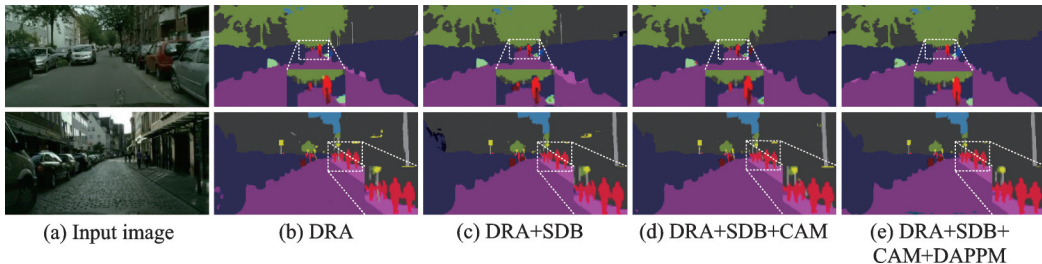 (a) Input image
(b) DRA
(c) DRA+SDB
(d) DRA+SDB+CAM
(e) DRA+SDB+
CAM+DAPPM